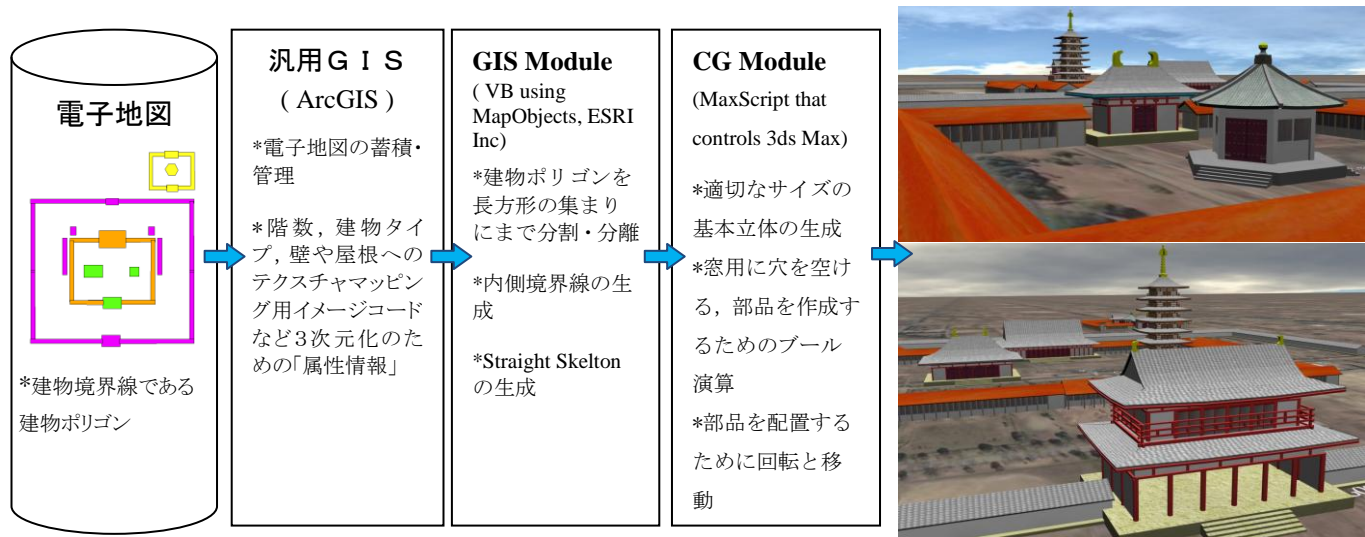 電子地図
*建物境界線である
建物ポリゴン
汎用ＧＩＳ
( ArcGIS )
*電子地図の蓄積・
管理
*階数，建物タイ
プ，壁や屋根への
テクスチャマッピン
グ用イメージコード
など３次元化のた
めの「属性情報」
GIS Module
( VB using
MapObjects, ESRI
Inc)
*建物ポリゴンを
長方形の集まり
にまで分割・分離
*内側境界線の生
成
*Straight Skelton
の生成
CG Module
(MaxScript that
controls 3ds Max)
*適切なサイズの
基本立体の生成
*窓用に穴を空け
る，部品を作成す
るためのブール
演算
*部品を配置する
ために回転と移
動